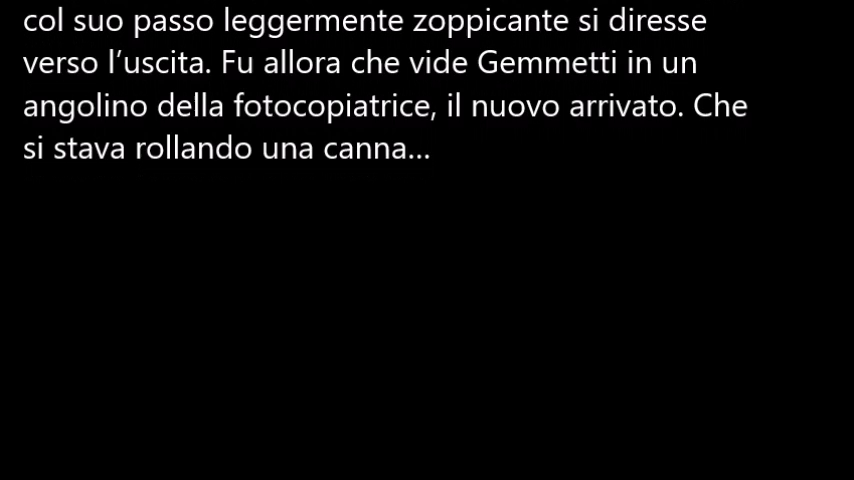 col suo passo leggermente zoppicante si diresse
verso l’uscita. Fu allora che vide Gemmetti in un
angolino della fotocopiatrice, il nuovo arrivato. Che
si stava rollando una canna...